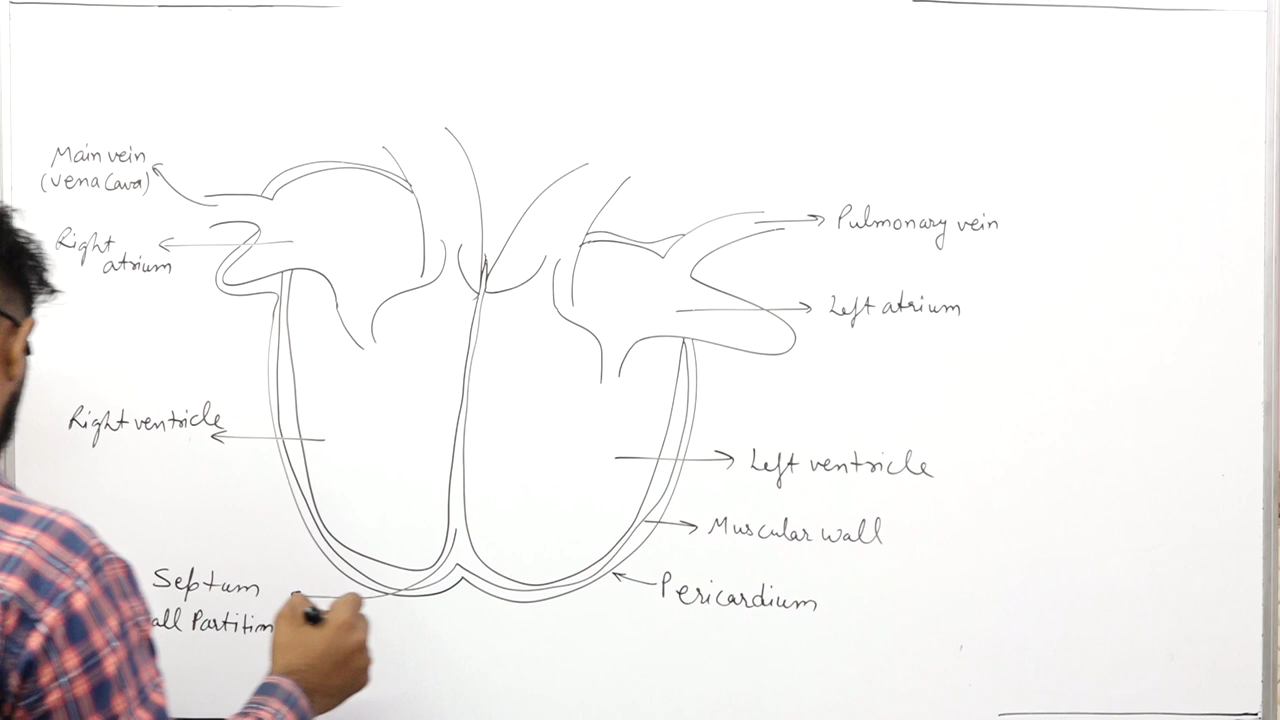 Main vein
(vena Cava)
Right
atrium
Right ventricle
Septum
all Partition
Pulmonary vein
Left atrium
Left ventricle
Muscular wall
Pericardium